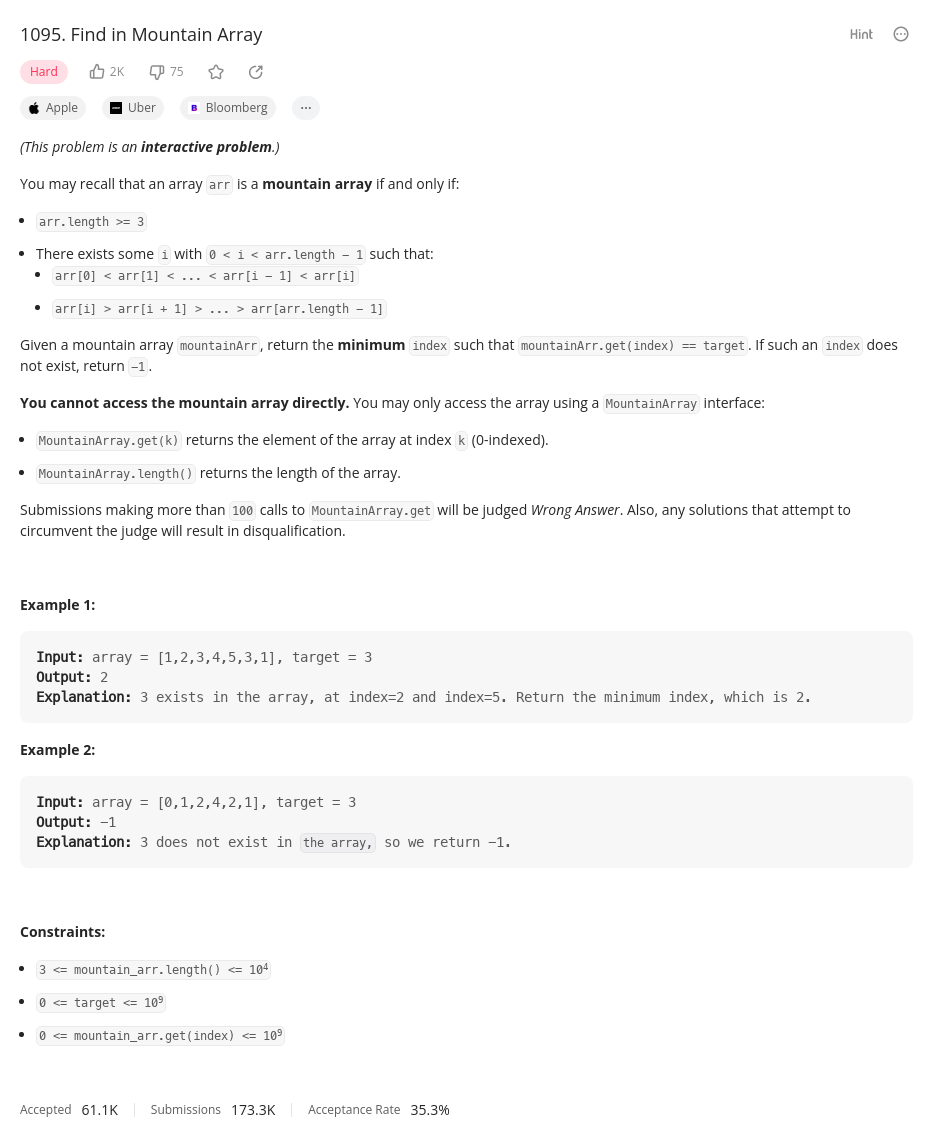 1095. Find in Mountain Array
Hint
Hard
2K
75
Apple
Uber
B Bloomberg
...
(This problem is an interactive problem.)
You may recall that an array arr is a mountain array if and only if:
• arr.length >= 3
• There exists some i with 0 < i < arr.length − 1 such that:
• arr[0] < arr[1] < ... < arr[i − 1] < arr[i]
• arr[i] > arr[i + 1] > ... > arr[arr.length − 1]
Given a mountain array mountainArr, return the minimum index such that mountainArr.get(index) == target. If such an index does
not exist, return −1.
You cannot access the mountain array directly. You may only access the array using a MountainArray interface:
• MountainArray.get(k) returns the element of the array at index k (0-indexed).
• MountainArray.length() returns the length of the array.
Submissions making more than 100 calls to MountainArray.get will be judged Wrong Answer. Also, any solutions that attempt to
circumvent the judge will result in disqualification.
Example 1:
Input: array = [1,2,3,4,5,3,1], target = 3
Output: 2
Explanation: 3 exists in the array, at index=2 and index=5. Return the minimum index, which is 2.
Example 2:
Input: array = [0,1,2,4,2,1], target = 3
Output: −1
Explanation: 3 does not exist in the array, so we return −1.
Constraints:
• 3 <= mountain_arr.length() <= 10⁴
• 0 <= target <= 10⁹
• 0 <= mountain_arr.get(index) <= 10⁹
Accepted 61.1K Submissions 173.3K Acceptance Rate 35.3%